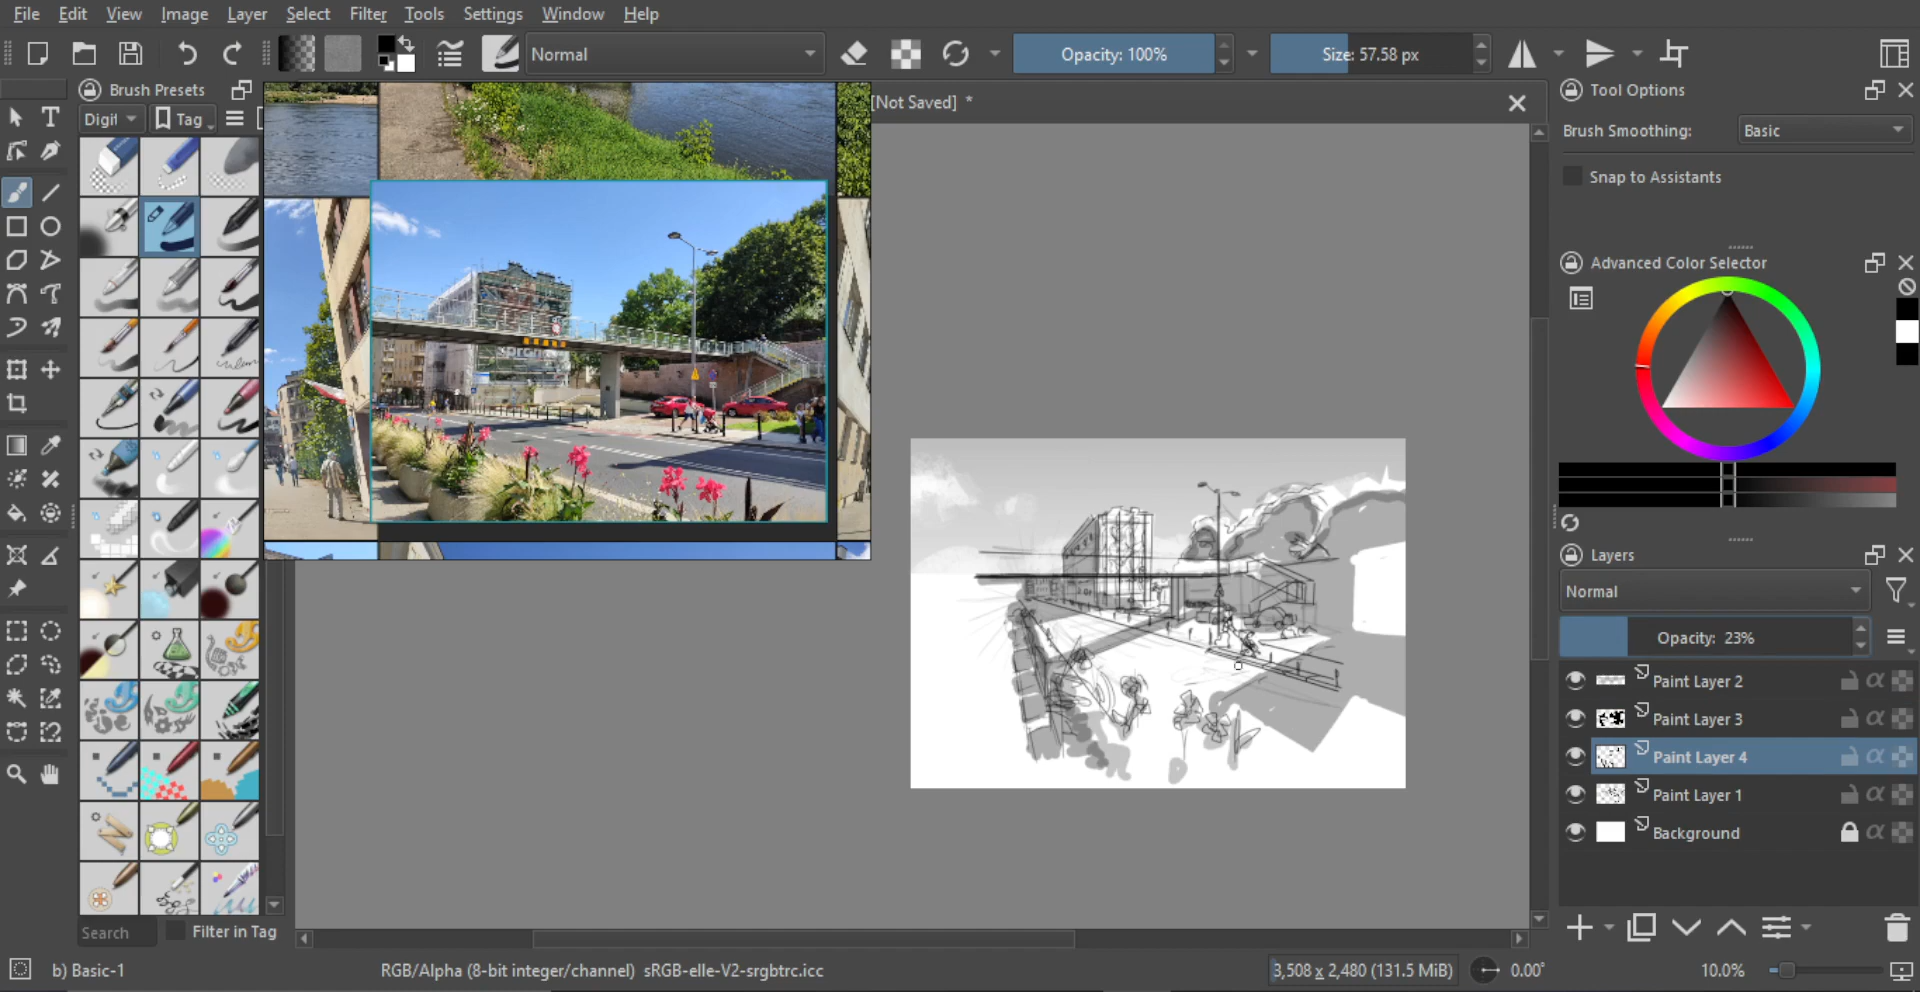 File Edit View Image Layer Select Filter Tools Settings Window Help
Normal
Opacity: 100%
Size: 57.58 px
Brush Presets
[Not Saved] *
Tool Options
Digit
Tag
Brush Smoothing:
Basic
Snap to Assistants
Advanced Color Selector
Layers
Normal
Opacity: 23%
Paint Layer 2
Paint Layer 3
Paint Layer 4
Paint Layer 1
Background
Search
Filter in Tag
b) Basic-1
RGB/Alpha (8-bit integer/channel) sRGB-elle-V2-srgbtrc.icc
3,508 x 2,480 (131.5 MiB)
0.00°
10.0%